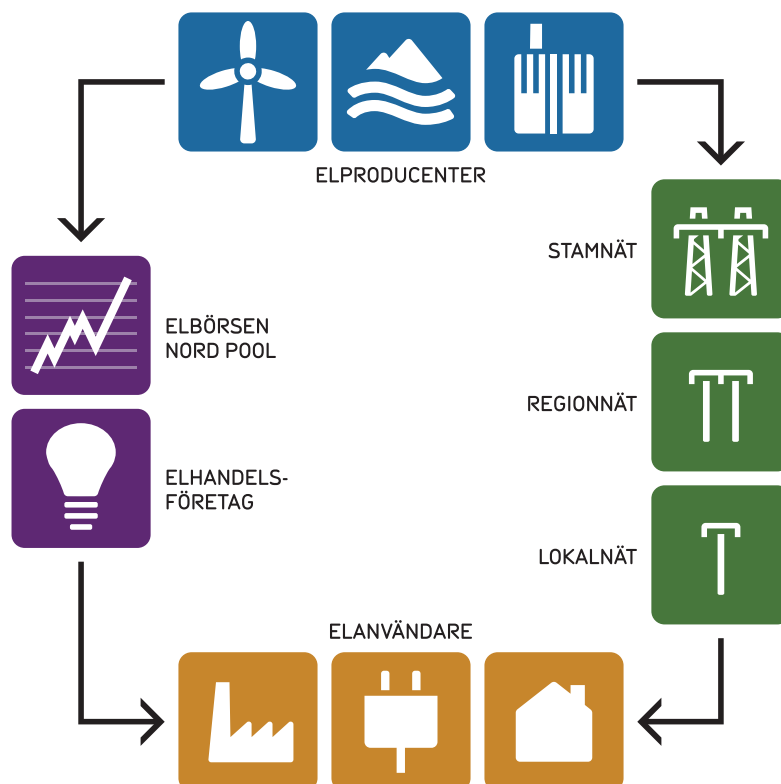 ELPRODUCENTER
STAMNÄT
ELBÖRSEN
NORD POOL
REGIONNÄT
ELHANDELS-
FÖRETAG
LOKALNÄT
ELANVÄNDARE